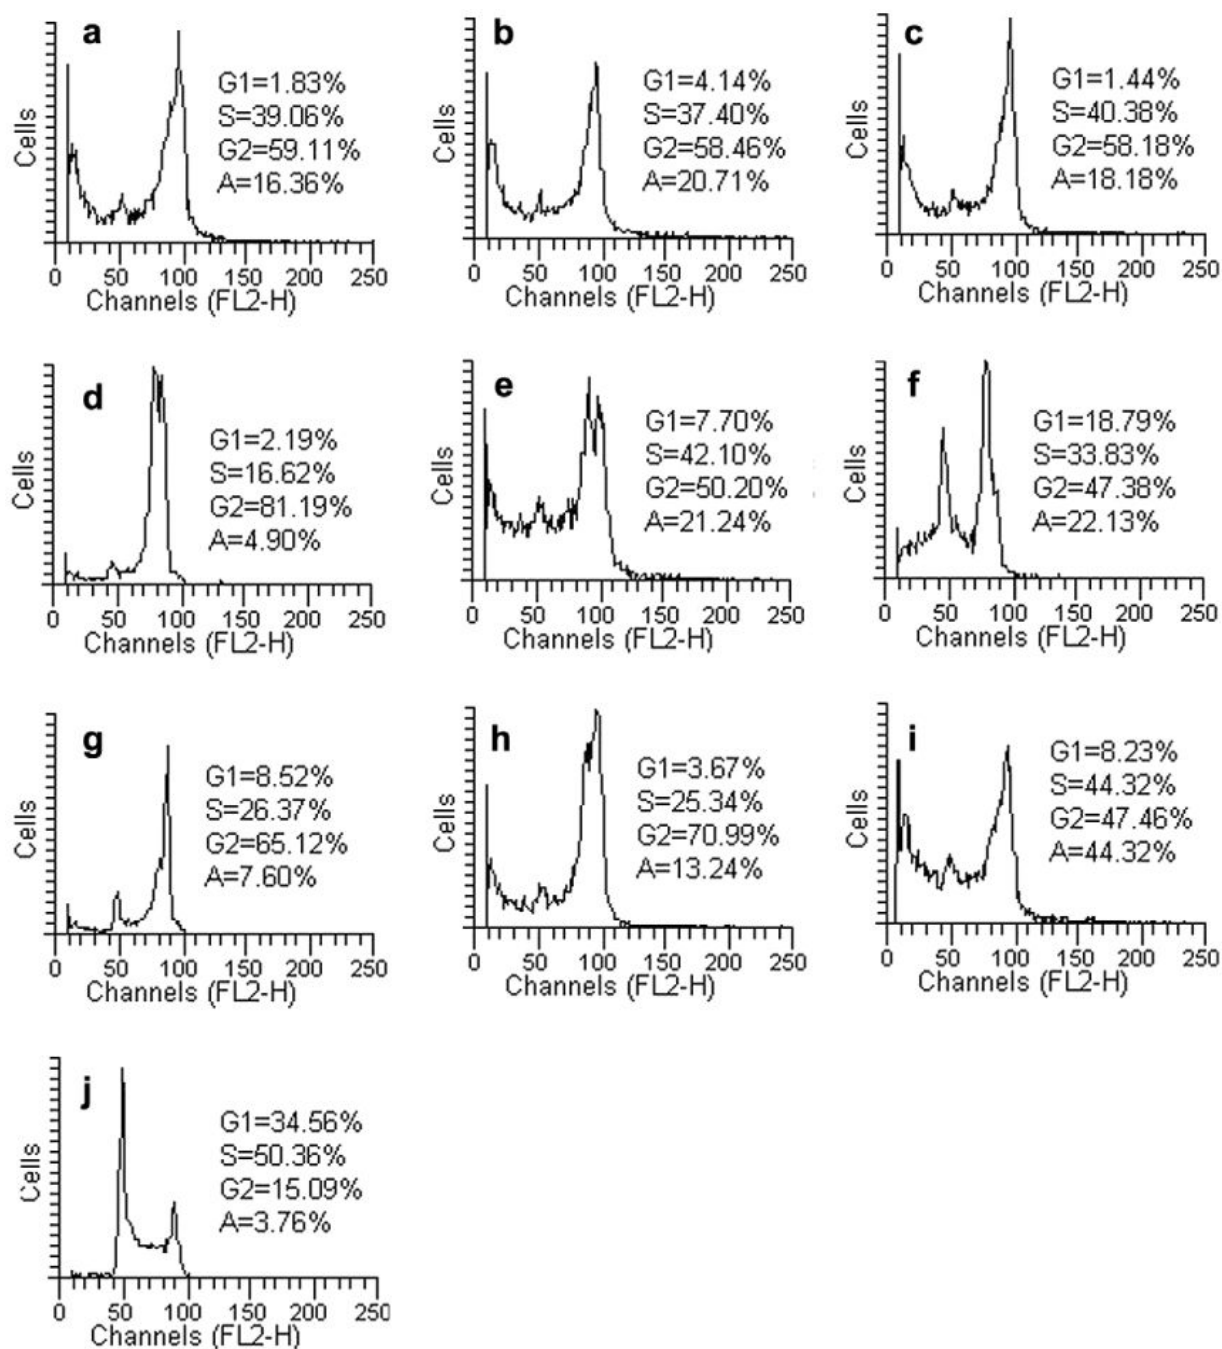 a
G1=1.83%
S=39.06%
G2=59.11%
A=16.36%
Cells
0 50 100 150 200 250
Channels (FL2-H)
b
G1=4.14%
S=37.40%
G2=58.46%
A=20.71%
Cells
0 50 100 150 200 250
Channels (FL2-H)
c
G1=1.44%
S=40.38%
G2=58.18%
A=18.18%
Cells
0 50 100 150 200 250
Channels (FL2-H)
d
G1=2.19%
S=16.62%
G2=81.19%
A=4.90%
Cells
0 50 100 150 200 250
Channels (FL2-H)
e
G1=7.70%
S=42.10%
G2=50.20%
A=21.24%
Cells
0 50 100 150 200 250
Channels (FL2-H)
f
G1=18.79%
S=33.83%
G2=47.38%
A=22.13%
Cells
0 50 100 150 200 250
Channels (FL2-H)
g
G1=8.52%
S=26.37%
G2=65.12%
A=7.60%
Cells
0 50 100 150 200 250
Channels (FL2-H)
h
G1=3.67%
S=25.34%
G2=70.99%
A=13.24%
Cells
0 50 100 150 200 250
Channels (FL2-H)
i
G1=8.23%
S=44.32%
G2=47.46%
A=44.32%
Cells
0 50 100 150 200 250
Channels (FL2-H)
j
G1=34.56%
S=50.36%
G2=15.09%
A=3.76%
Cells
0 50 100 150 200 250
Channels (FL2-H)